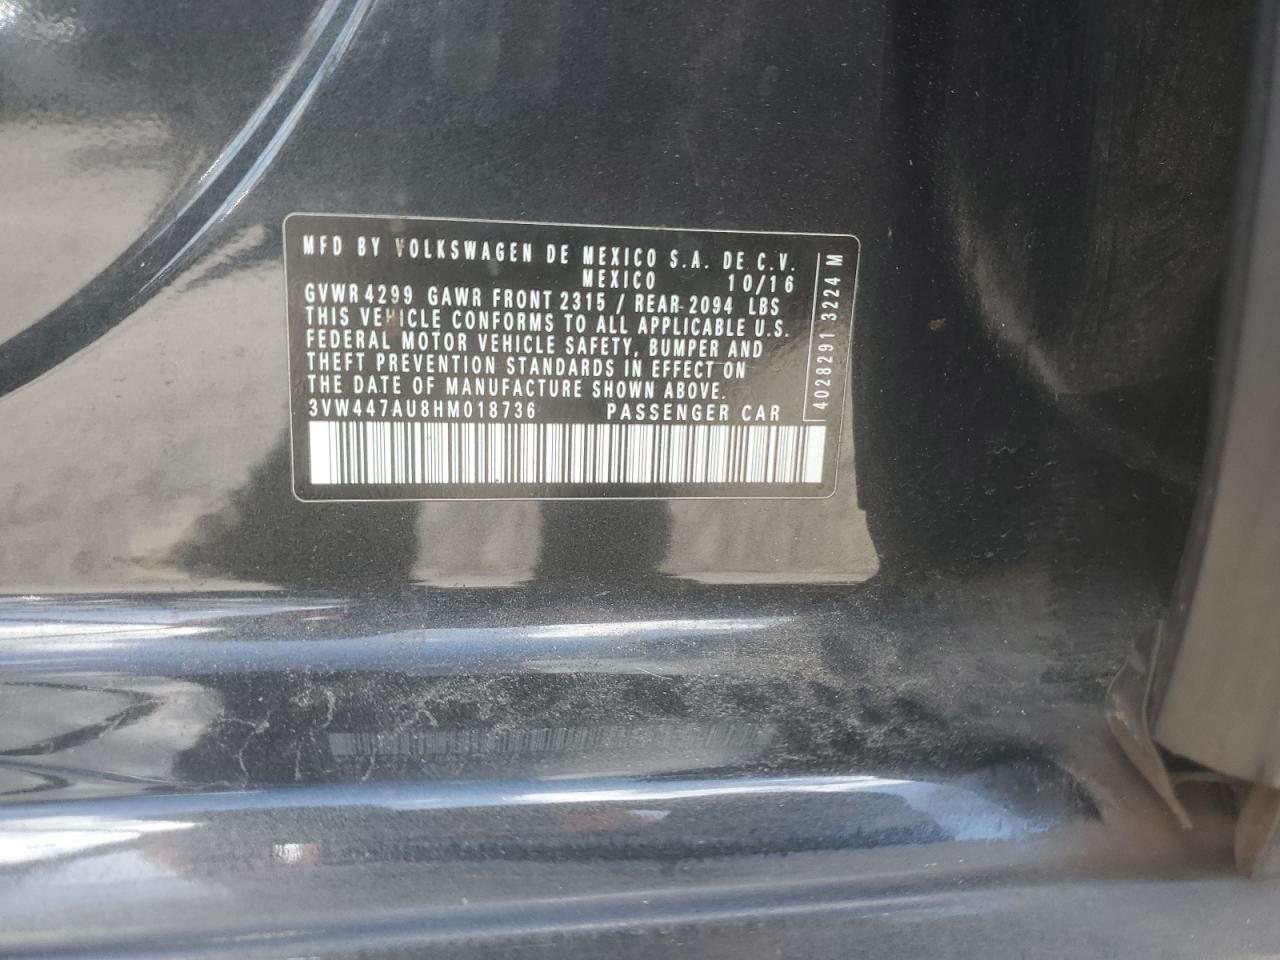 MFD BY VOLKSWAGEN DE MEXICO S.A. DE C.V.
MEXICO 10/16
GVWR 4299 GAWR FRONT 2315 / REAR 2094 LBS
THIS VEHICLE CONFORMS TO ALL APPLICABLE U.S.
FEDERAL MOTOR VEHICLE SAFETY, BUMPER AND
THEFT PREVENTION STANDARDS IN EFFECT ON
THE DATE OF MANUFACTURE SHOWN ABOVE.
3VW447AU8HM018736 PASSENGER CAR
4028291 3224 M